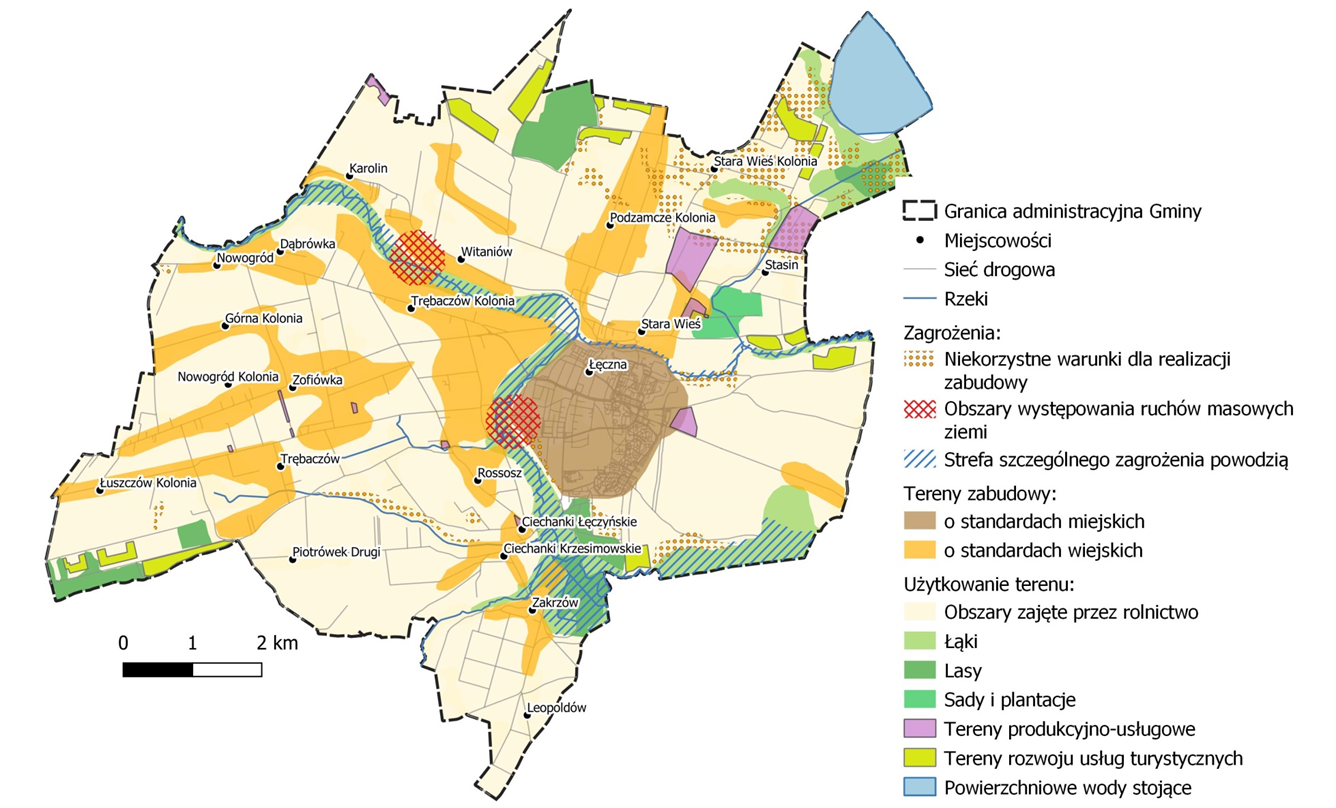 Karolin
Stara Wieś Kolonia
Podzamcze Kolonia
Dąbrówka
Nowogród
Witaniów
Stasin
Trębaczów Kolonia
Górna Kolonia
Stara Wieś
Łęczna
Nowogród Kolonia
Zofiówka
Trębaczów
Rossosz
Łuszczów Kolonia
Ciechanki Łęczyńskie
Piotrówek Drugi
Ciechanki Krzesimowskie
Zakrzów
Leopoldów
0 1 2 km
Granica administracyjna Gminy
Miejscowości
Sieć drogowa
Rzeki
Zagrożenia:
Niekorzystne warunki dla realizacji
zabudowy
Obszary występowania ruchów masowych
ziemi
Strefa szczególnego zagrożenia powodzią
Tereny zabudowy:
o standardach miejskich
o standardach wiejskich
Użytkowanie terenu:
Obszary zajęte przez rolnictwo
Łąki
Lasy
Sady i plantacje
Tereny produkcyjno-usługowe
Tereny rozwoju usług turystycznych
Powierzchniowe wody stojące